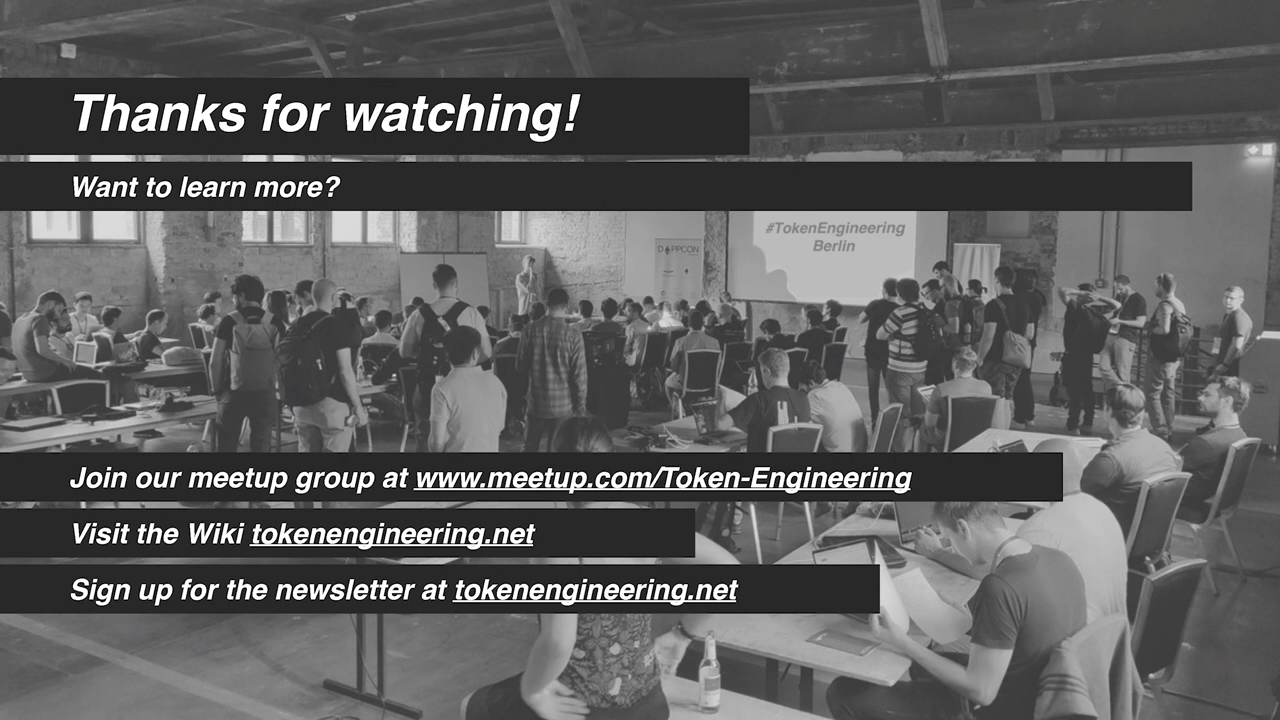 Thanks for watching!
Want to learn more?
#TokenEngineering
Berlin
DAPPCON
Join our meetup group at www.meetup.com/Token-Engineering
Visit the Wiki tokenengineering.net
Sign up for the newsletter at tokenengineering.net